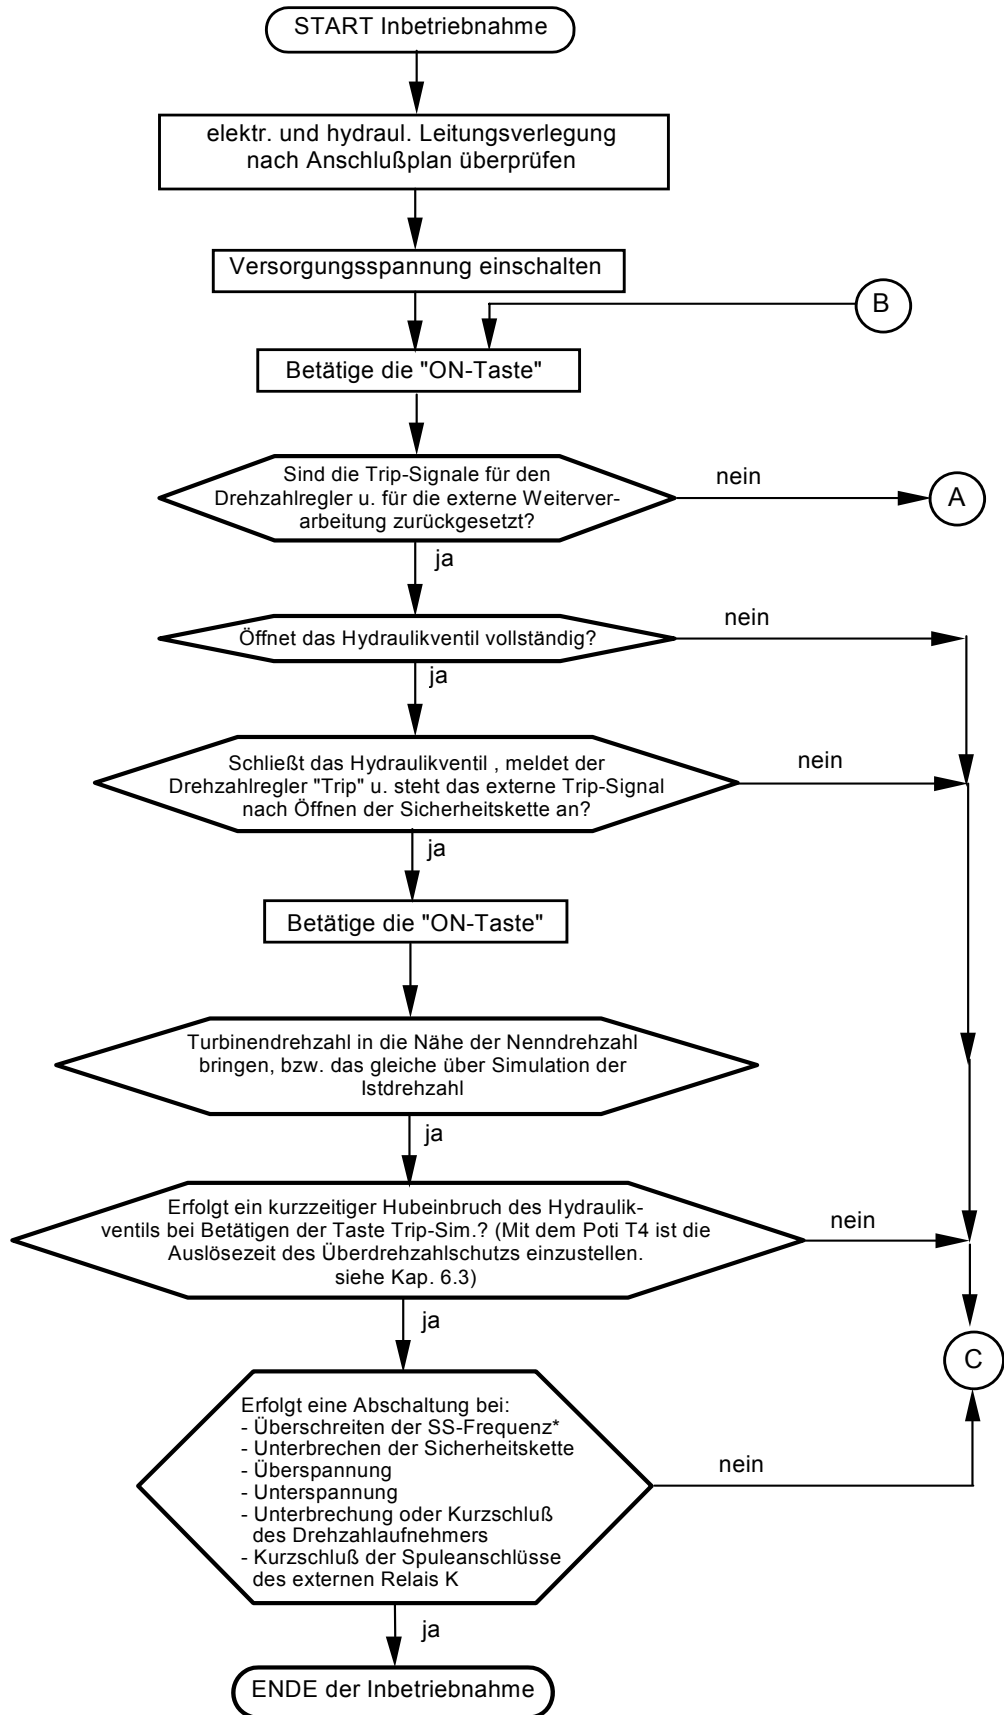 START Inbetriebnahme
elektr. und hydraul. Leitungsverlegung
nach Anschlußplan überprüfen
Versorgungsspannung einschalten
B
Betätige die "ON-Taste"
Sind die Trip-Signale für den
Drehzahlregler u. für die externe Weiterver-
arbeitung zurückgesetzt?
nein
A
ja
Öffnet das Hydraulikventil vollständig?
nein
ja
Schließt das Hydraulikventil , meldet der
Drehzahlregler "Trip" u. steht das externe Trip-Signal
nach Öffnen der Sicherheitskette an?
nein
ja
Betätige die "ON-Taste"
Turbinendrehzahl in die Nähe der Nenndrehzahl
bringen, bzw. das gleiche über Simulation der
Istdrehzahl
ja
Erfolgt ein kurzzeitiger Hubeinbruch des Hydraulik-
ventils bei Betätigen der Taste Trip-Sim.? (Mit dem Poti T4 ist die
Auslösezeit des Überdrehzahlschutzs einzustellen.
siehe Kap. 6.3)
nein
ja
C
Erfolgt eine Abschaltung bei:
- Überschreiten der SS-Frequenz*
- Unterbrechen der Sicherheitskette
- Überspannung
- Unterspannung
- Unterbrechung oder Kurzschluß
des Drehzahlaufnehmers
- Kurzschluß der Spuleanschlüsse
des externen Relais K
nein
ja
ENDE der Inbetriebnahme